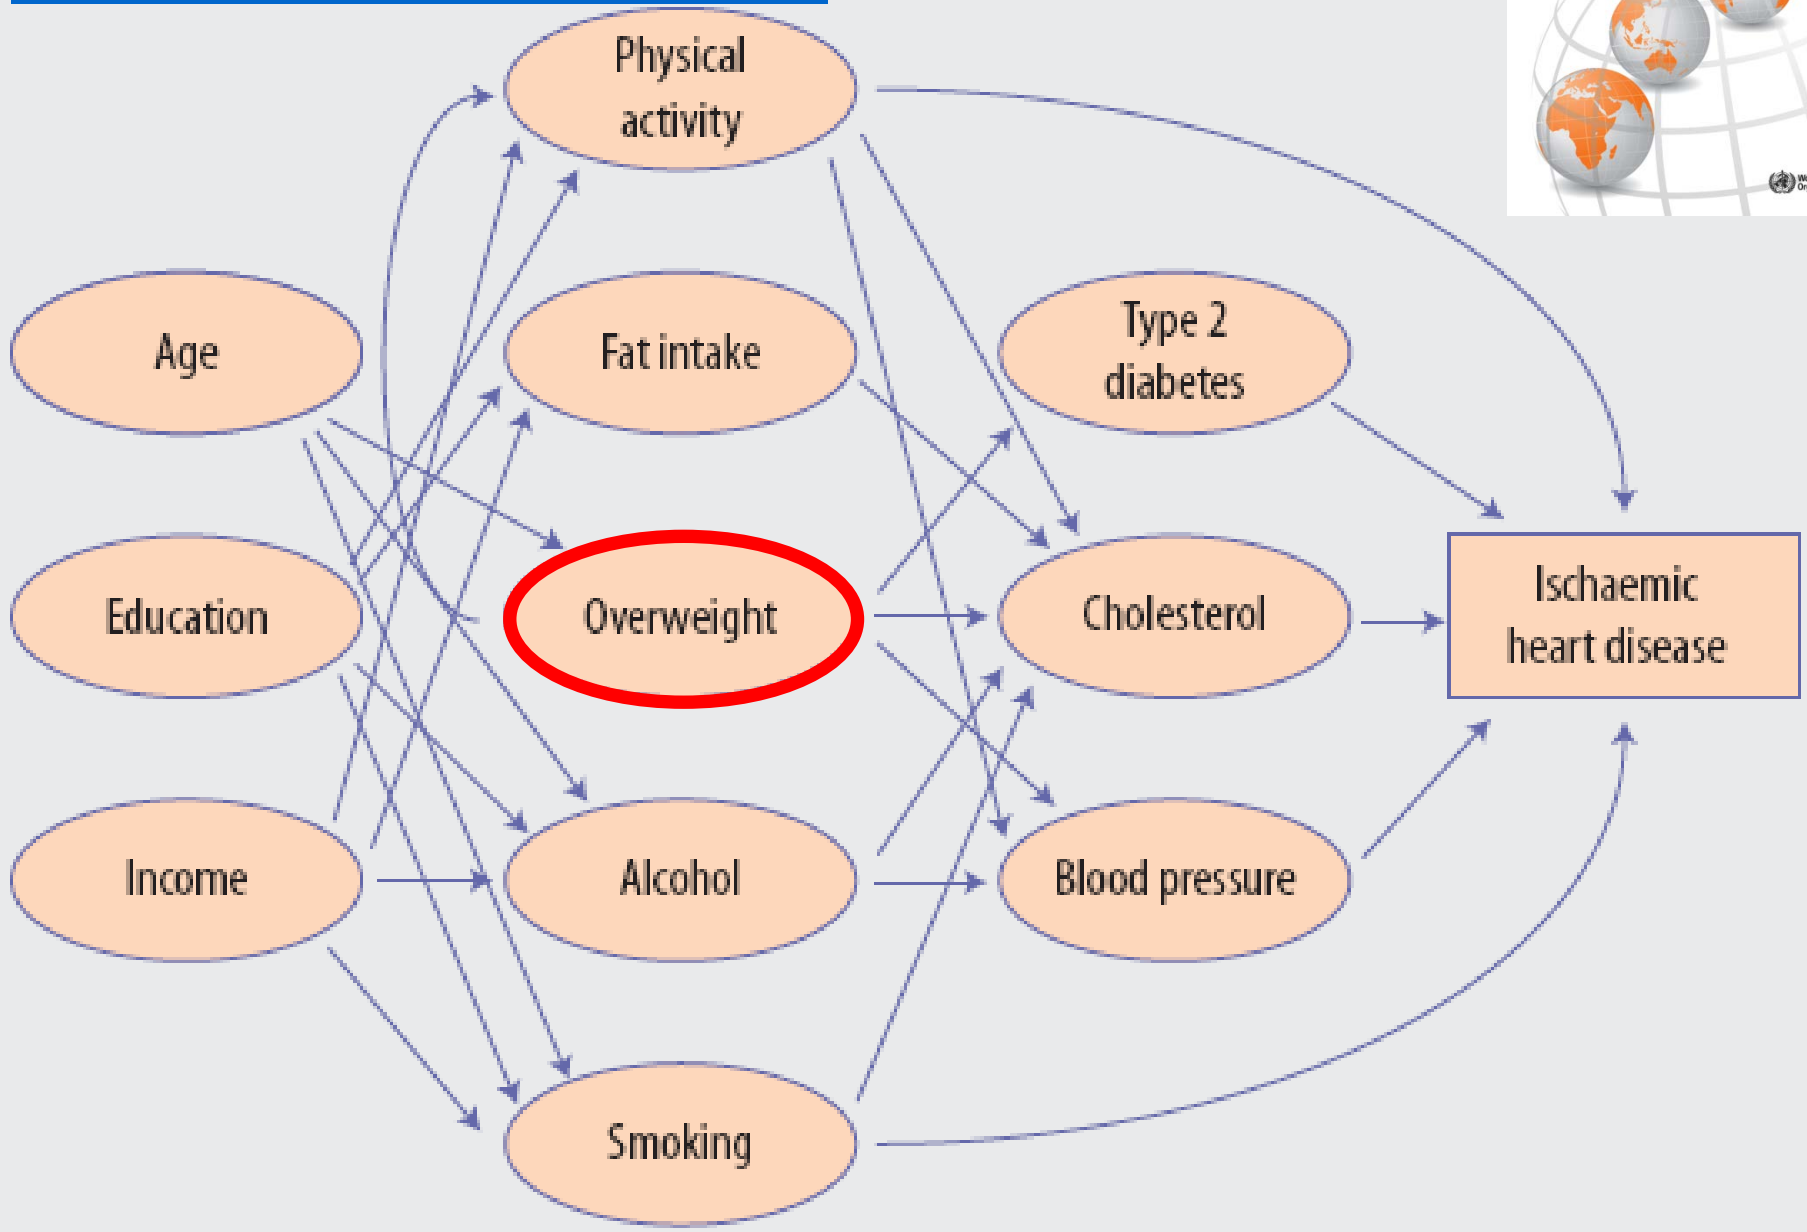 Physical
activity
Age
Fat intake
Type 2
diabetes
Education
Overweight
Cholesterol
Ischaemic
heart disease
Income
Alcohol
Blood pressure
Smoking